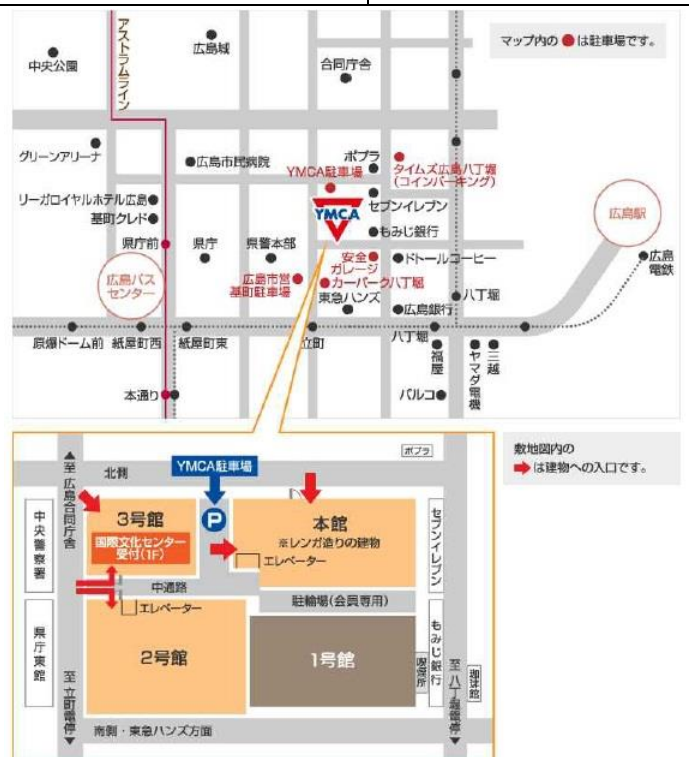 アストラムライン
中央公園
広島城
合同庁舎
マップ内の●は駐車場です。
グリーンアリーナ
広島市民病院
ポプラ
YMCA駐車場
タイムズ広島八丁堀
(コインパーキング)
リーガロイヤルホテル広島
基町クレド
YMCA
セブンイレブン
もみじ銀行
広島駅
県庁前
県庁
県警本部
安全
ガレージ
ドトールコーヒー
広島
電鉄
広島バス
センター
広島市営
基町駐車場
カーパーク八丁堀
東急ハンズ
八丁堀
広島銀行
原爆ドーム前
紙屋町西
紙屋町東
立町
八丁堀
福屋
ヤマダ電機
三越
本通り
パルコ
敷地図内の
➡は建物への入口です。
至 広島合同庁舎
北側
YMCA駐車場
ポプラ
中央警察署
3号館
国際文化センター
受付(1F)
P
本館
※レンガ造りの建物
エレベーター
セブンイレブン
中通路
エレベーター
駐輪場(会員専用)
県庁東館
2号館
1号館
喫煙所
もみじ銀行
至 八丁堀電停
珈琲館
至 立町電停
南側・東急ハンズ方面